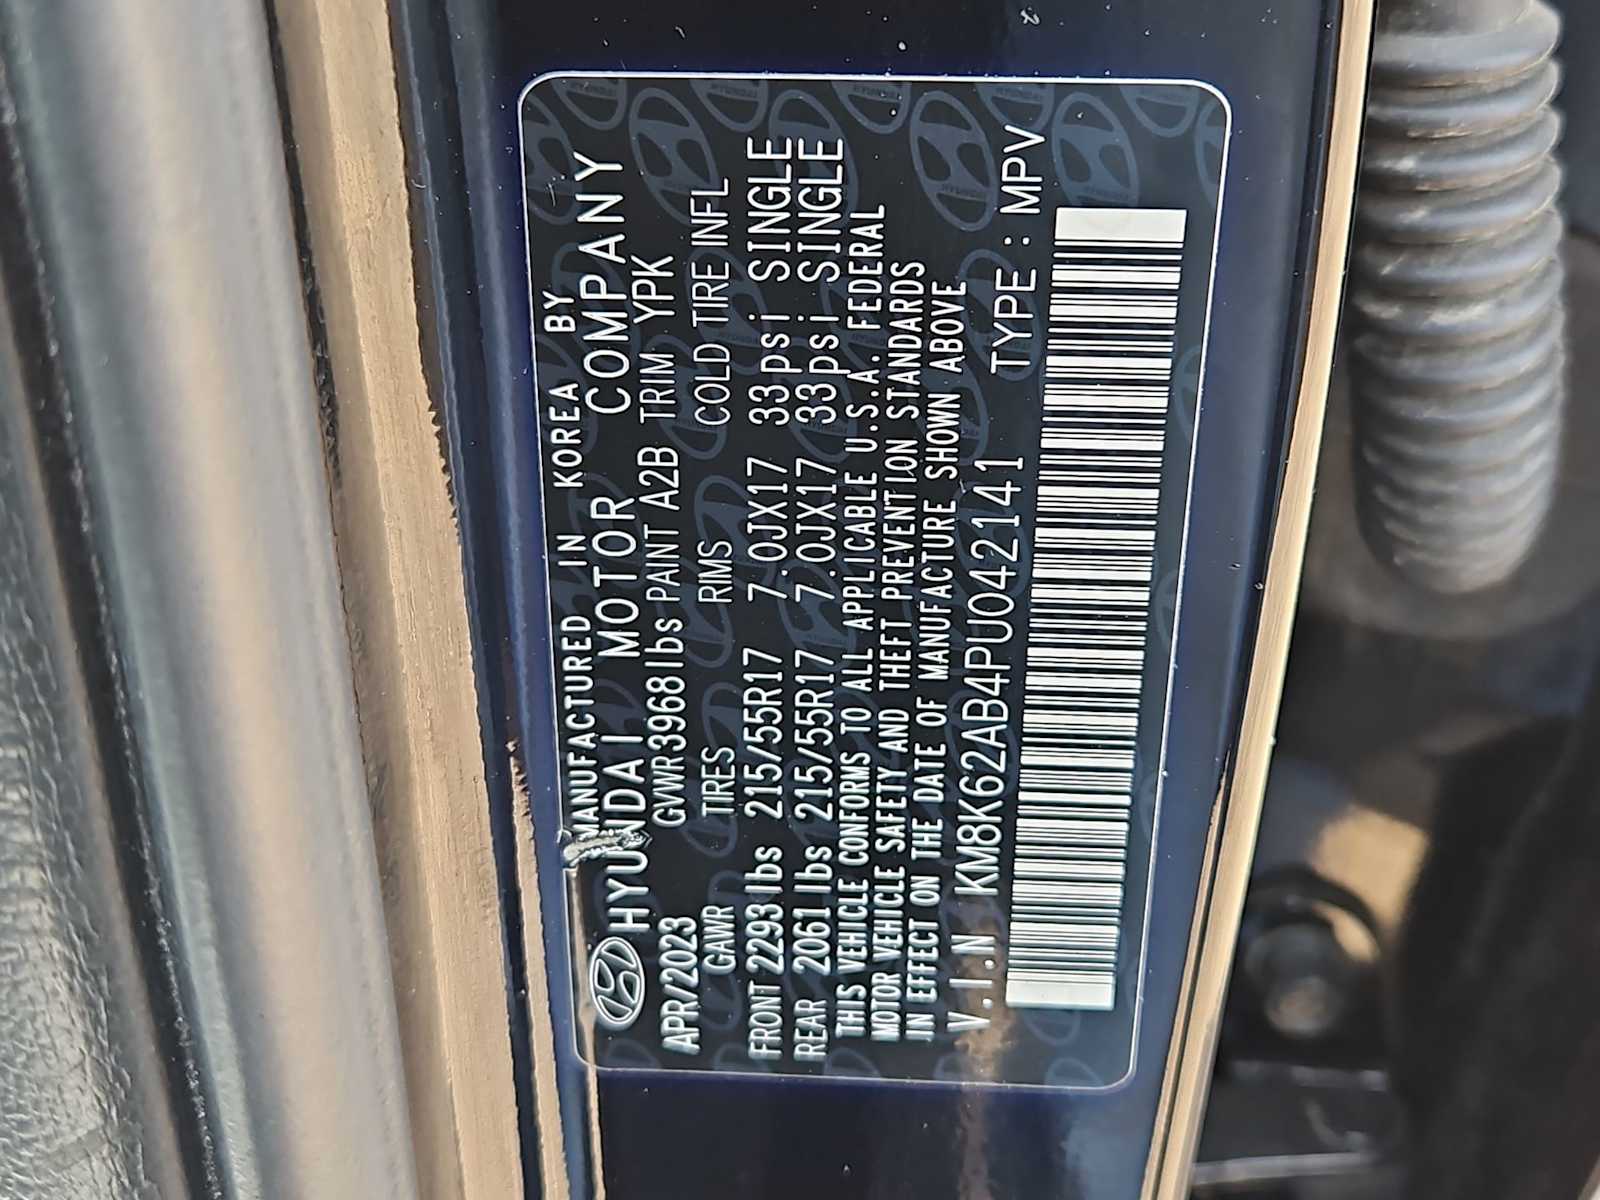 MANUFACTURED IN KOREA BY
HYUNDAI MOTOR COMPANY
APR/2023 GVWR 3968lbs PAINT A2B TRIM YPK
GAWR TIRES RIMS COLD TIRE INFL
FRONT 2293 lbs 215/55R17 7.0JX17 33psi SINGLE
REAR 2061 lbs 215/55R17 7.0JX17 33psi SINGLE
THIS VEHICLE CONFORMS TO ALL APPLICABLE U.S.A. FEDERAL
MOTOR VEHICLE SAFETY AND THEFT PREVENTION STANDARDS
IN EFFECT ON THE DATE OF MANUFACTURE SHOWN ABOVE
V.I.N KM8K62AB4PU042141 TYPE : MPV